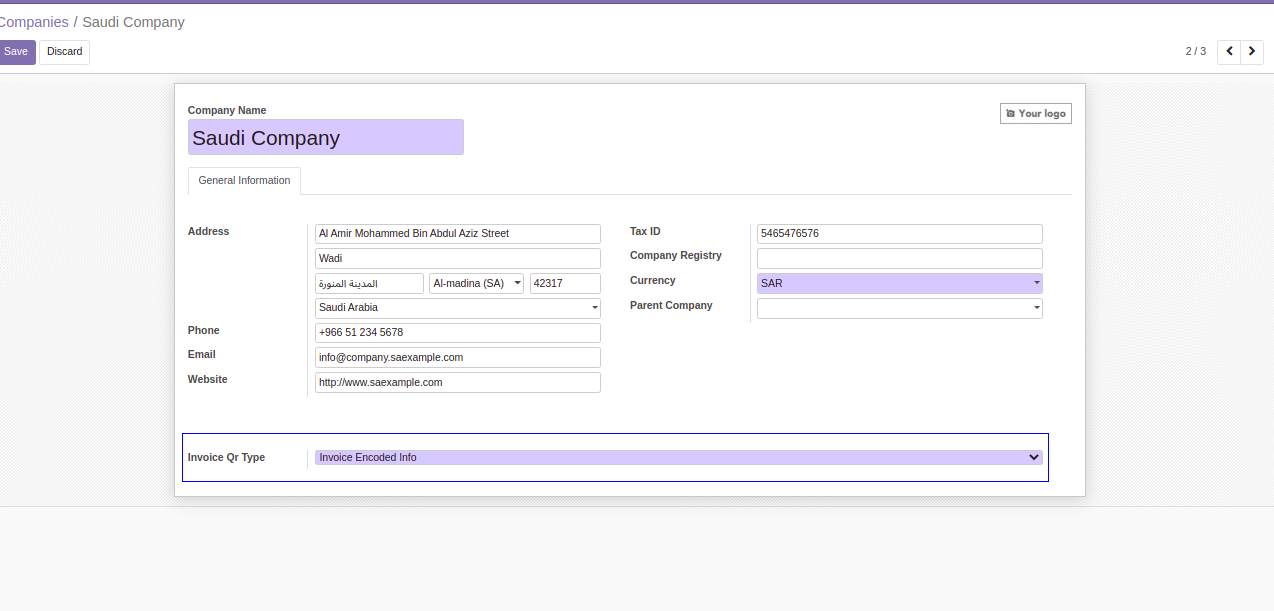 Companies / Saudi Company
Save Discard 2 / 3
Company Name
Your logo
Saudi Company
General Information
Address
Al Amir Mohammed Bin Abdul Aziz Street
Wadi
المدينة المنورة Al-madina (SA) 42317
Saudi Arabia
Phone +966 51 234 5678
Email info@company.saexample.com
Website http://www.saexample.com
Tax ID 5465476576
Company Registry
Currency SAR
Parent Company
Invoice Qr Type Invoice Encoded Info